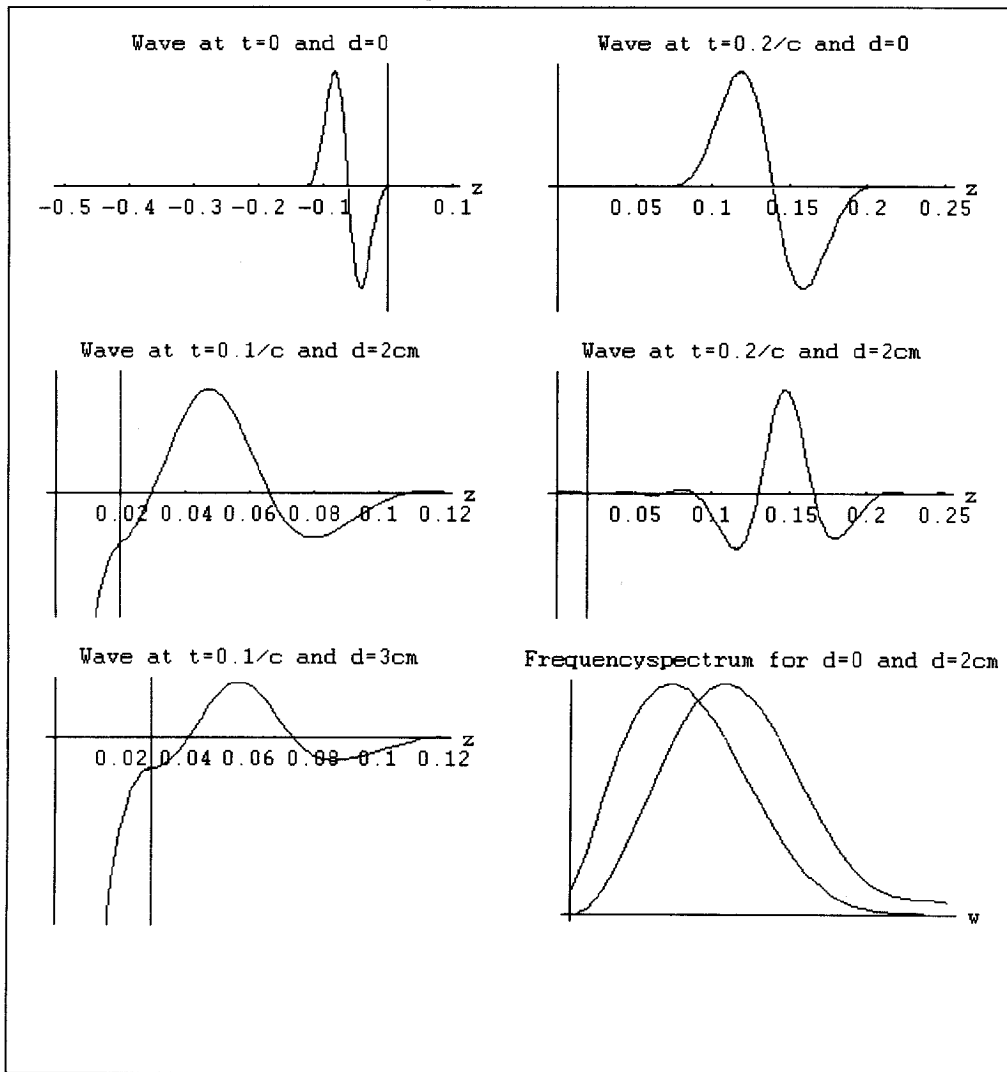 Wave at t=0 and d=0
z
-0.5 -0.4 -0.3 -0.2 -0.1 0.1
Wave at t=0.2/c and d=0
z
0.05 0.1 0.15 0.2 0.25
Wave at t=0.1/c and d=2cm
z
0.02 0.04 0.06 0.08 0.1 0.12
Wave at t=0.2/c and d=2cm
z
0.05 0.1 0.15 0.2 0.25
Wave at t=0.1/c and d=3cm
z
0.02 0.04 0.06 0.08 0.1 0.12
Frequencyspectrum for d=0 and d=2cm
w